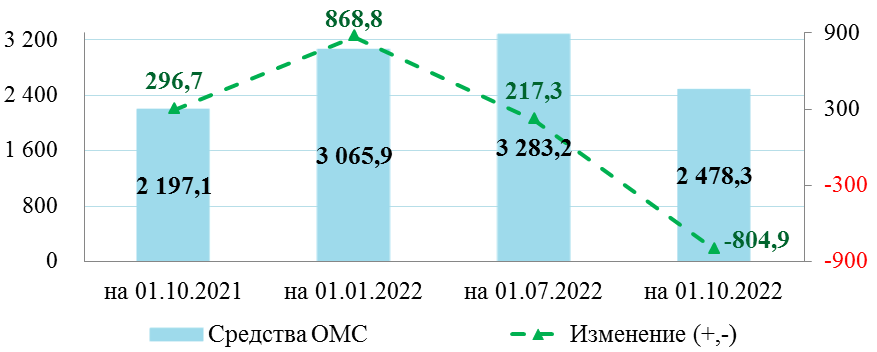 868,8
3 200
900
296,7
217,3
2 400
300
1 600
3 065,9
3 283,2
2 197,1
2 478,3
-300
800
-804,9
0
-900
на 01.10.2021
на 01.01.2022
на 01.07.2022
на 01.10.2022
Средства ОМС
Изменение (+,-)